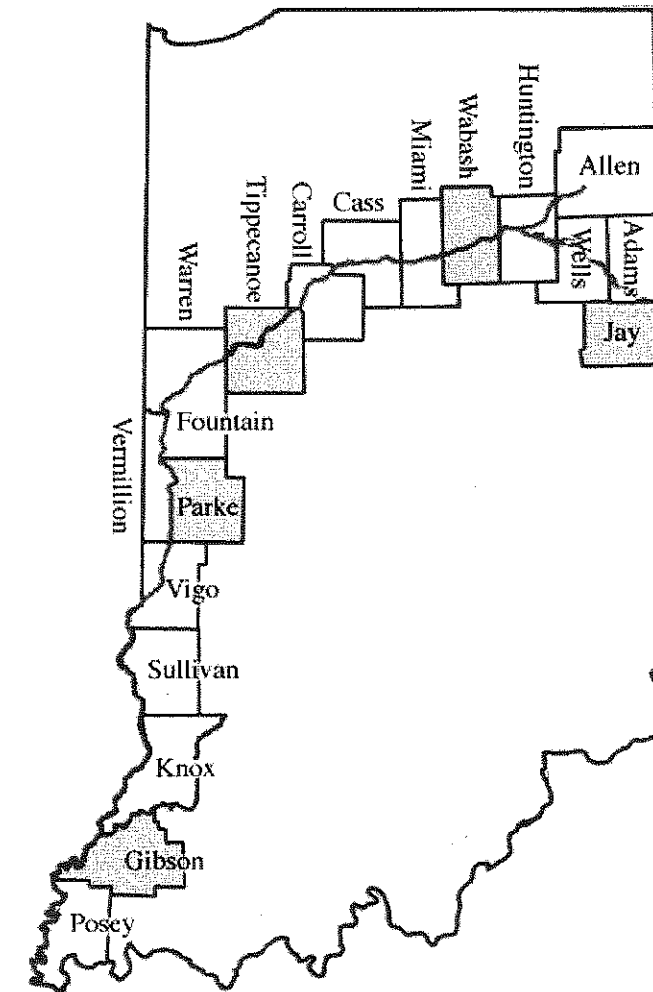 Huntington
Wabash
Miami
Allen
Cass
Carroll
Tippecanoe
Adams
Wells
Warren
Jay
Fountain
Vermillion
Parke
Vigo
Sullivan
Knox
Gibson
Posey